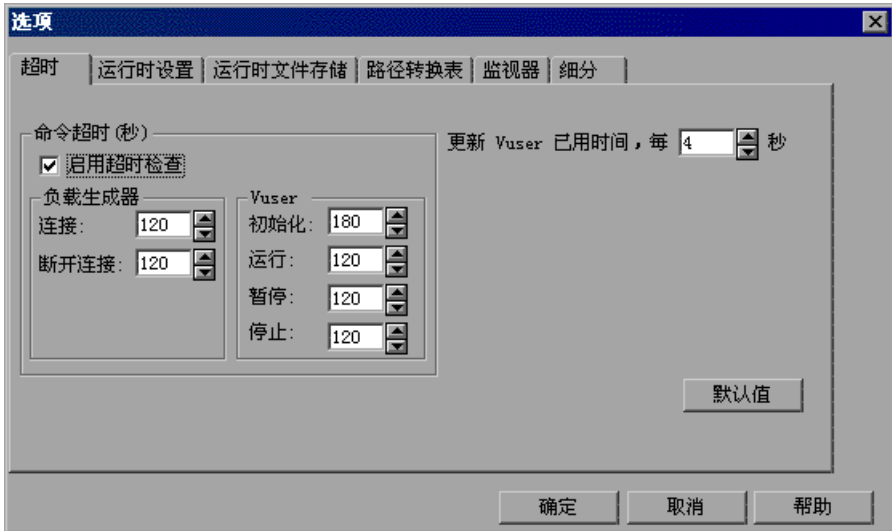 选项
超时 运行时设置 运行时文件存储 路径转换表 监视器 细分
命令超时(秒)
启用超时检查
负载生成器
连接: 120
断开连接: 120
Vuser
初始化: 180
运行: 120
暂停: 120
停止: 120
更新 Vuser 已用时间，每 4 秒
默认值
确定 取消 帮助